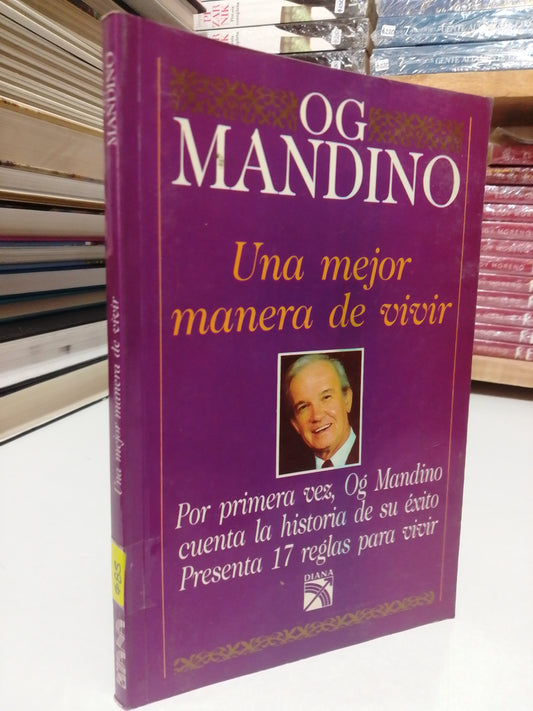 OG
MANDINO
Una mejor
manera de vivir
Por primera vez, Og Mandino
cuenta la historia de su éxito
Presenta 17 reglas para vivir
DIANA
MANDINO
Una mejor manera de vivir